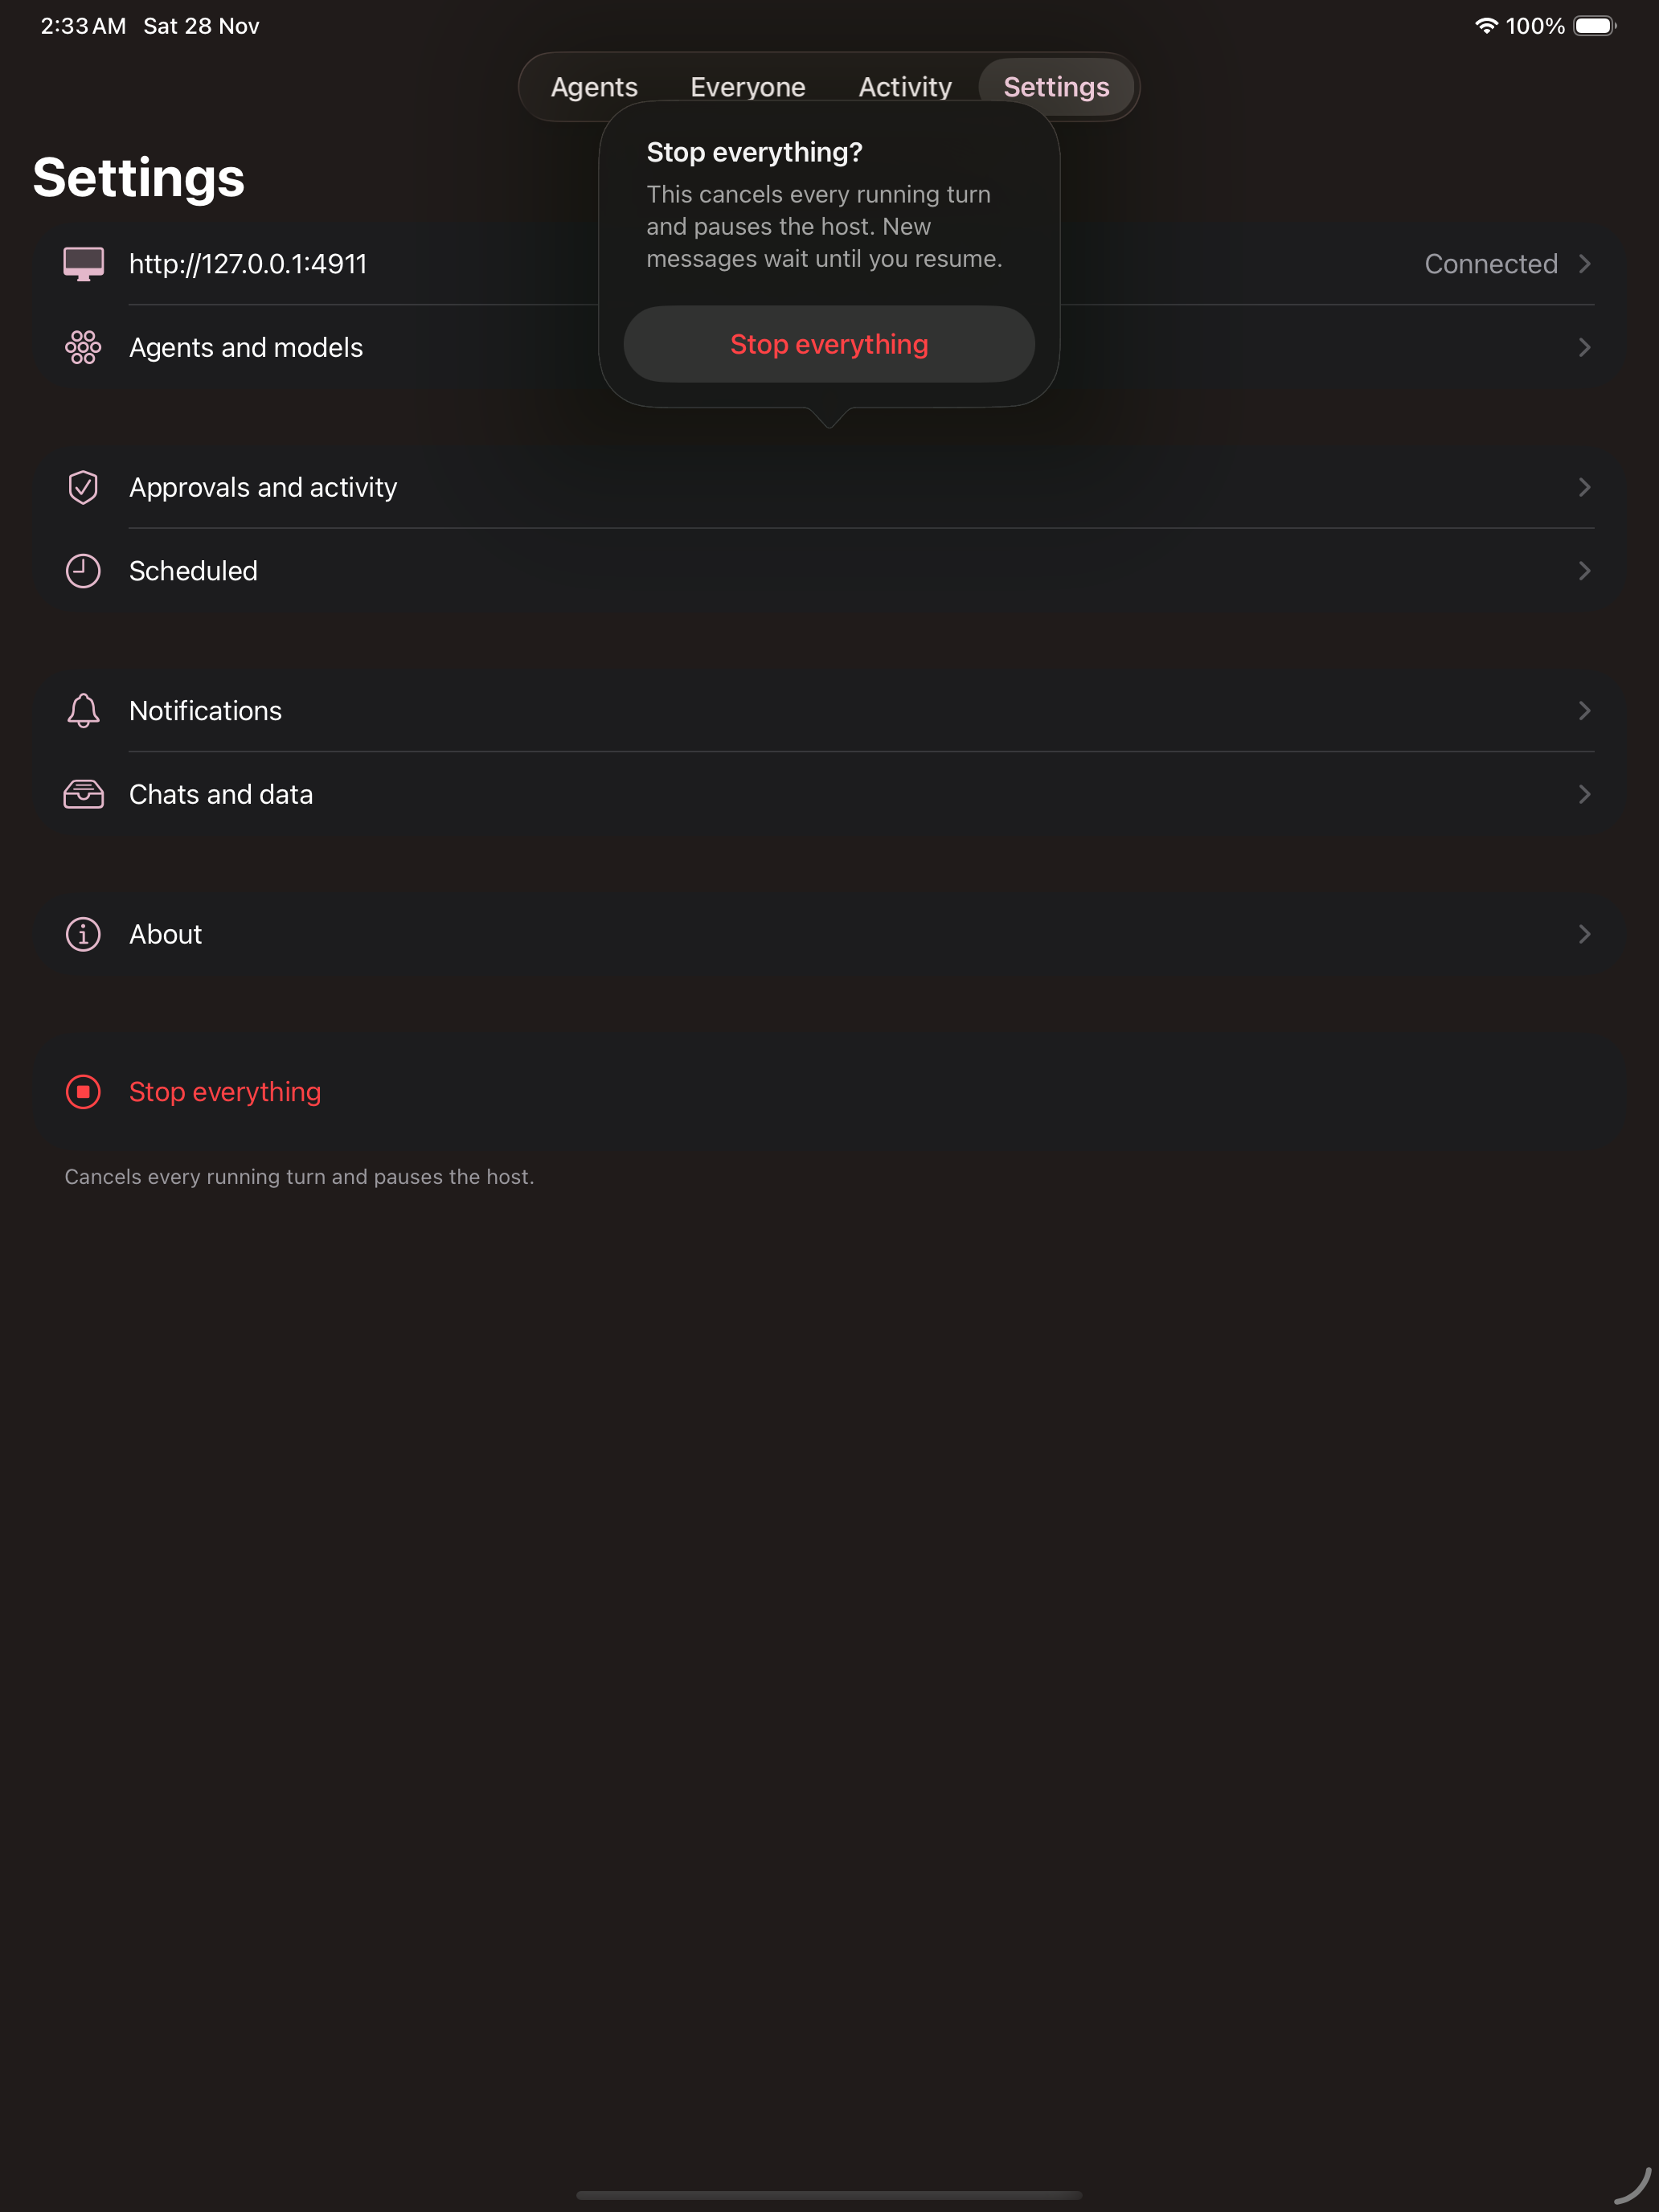 2:33 AM Sat 28 Nov
100%
Agents Everyone Activity Settings
Settings
Stop everything?
This cancels every running turn
and pauses the host. New
messages wait until you resume.
Stop everything
http://127.0.0.1:4911 Connected
Agents and models
Approvals and activity
Scheduled
Notifications
Chats and data
About
Stop everything
Cancels every running turn and pauses the host.